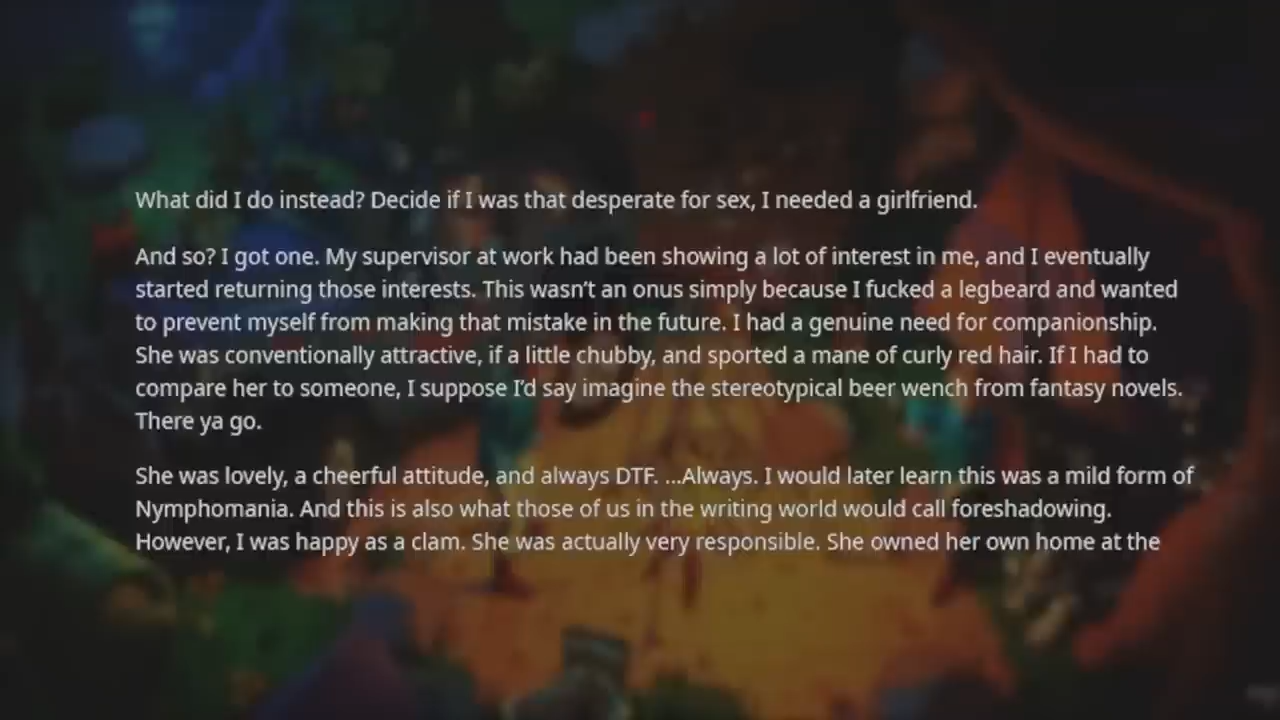 What did I do instead? Decide if I was that desperate for sex, I needed a girlfriend.
And so? I got one. My supervisor at work had been showing a lot of interest in me, and I eventually
started returning those interests. This wasn't an onus simply because I fucked a legbeard and wanted
to prevent myself from making that mistake in the future. I had a genuine need for companionship.
She was conventionally attractive, if a little chubby, and sported a mane of curly red hair. If I had to
compare her to someone, I suppose I'd say imagine the stereotypical beer wench from fantasy novels.
There ya go.
She was lovely, a cheerful attitude, and always DTF. ...Always. I would later learn this was a mild form of
Nymphomania. And this is also what those of us in the writing world would call foreshadowing.
However, I was happy as a clam. She was actually very responsible. She owned her own home at the